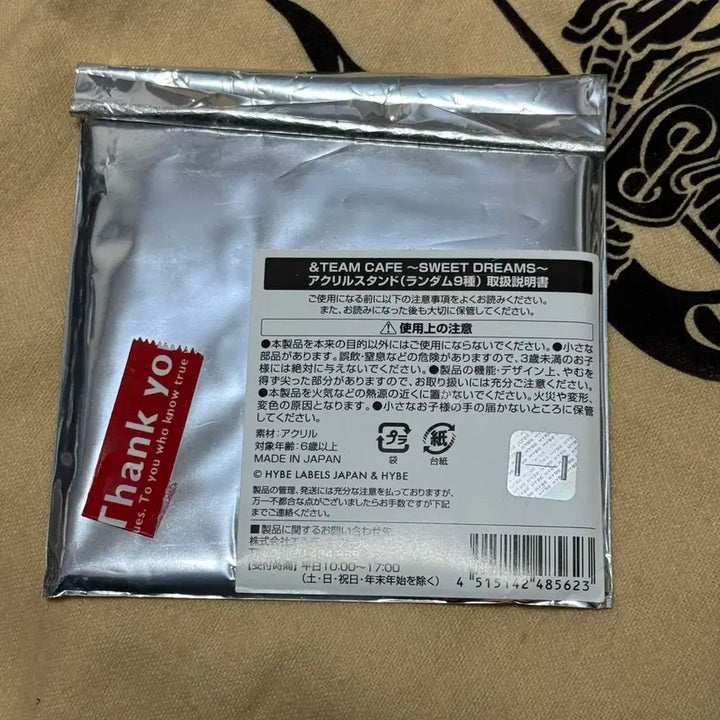 &TEAM CAFE ～SWEET DREAMS～
アクリルスタンド(ランダム9種) 取扱説明書
ご使用になる前に以下の注意事項をよくお読みください。
また、お読みになった後も大切に保管してください。
使用上の注意
●本製品を本来の目的以外にはご使用にならないでください。●小さな
部品があります。誤飲・窒息などの危険がありますので、3歳未満のお子
様には絶対に与えないでください。●製品の機能・デザイン上、やむを
得ず尖った部分がありますので、お取り扱いには充分ご注意ください。
●本製品を火気などの熱源の近くに置かないでください。火災や変形、
変色の原因となります。●小さなお子様の手の届かないところに保管
してください。
素材:アクリル
対象年齢:6歳以上
MADE IN JAPAN
プラ
袋
紙
台紙
© HYBE LABELS JAPAN & HYBE
製品の管理、発送には充分な注意を払っておりますが、
万一不都合な点がございましたらお手数ですが下記
までご連絡ください。
■製品に関するお問い合わせ先
株式会社
【受付時間】平日10:00～17:00
(土・日・祝日・年末年始を除く)
4 515142 485623
Thank yo
ues. To you who know true